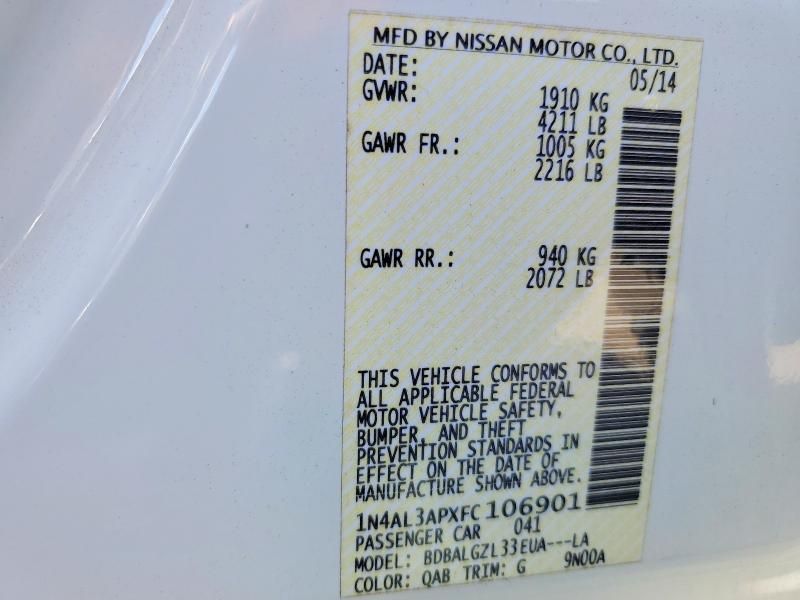 MFD BY NISSAN MOTOR CO., LTD.
DATE: 05/14
GVWR: 1910 KG
4211 LB
GAWR FR.: 1005 KG
2216 LB
GAWR RR.: 940 KG
2072 LB
THIS VEHICLE CONFORMS TO
ALL APPLICABLE FEDERAL
MOTOR VEHICLE SAFETY,
BUMPER, AND THEFT
PREVENTION STANDARDS IN
EFFECT ON THE DATE OF
MANUFACTURE SHOWN ABOVE.
1N4AL3APXFC106901
PASSENGER CAR 041
MODEL: BDBALGZL33EUA---LA
COLOR: QAB TRIM: G 9N00A